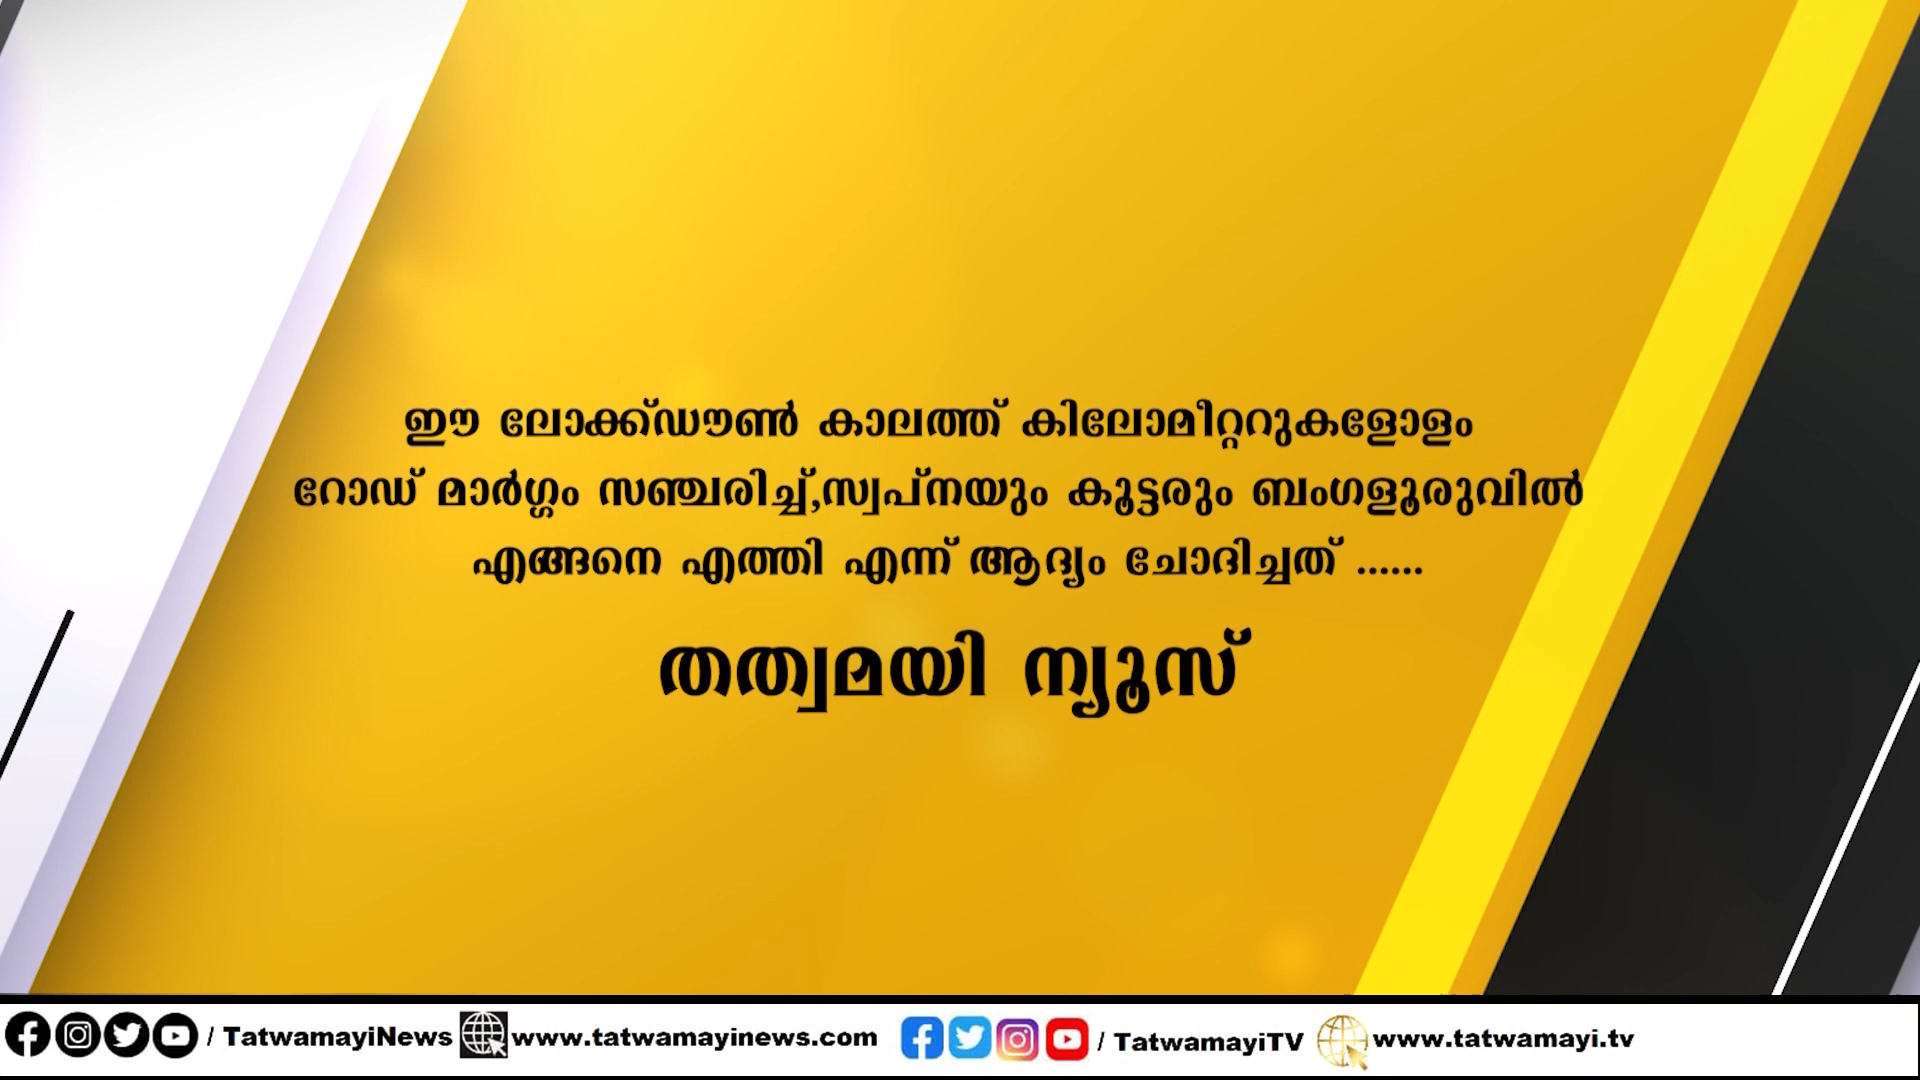 ഈ ലോക്ക്ഡൗൺ കാലത്ത് കിലോമീറ്ററുകളോളം
റോഡ് മാർഗ്ഗം സഞ്ചരിച്ച്,സ്വപ്നയും കൂട്ടരും ബംഗളൂരുവിൽ
എങ്ങനെ എത്തി എന്ന് ആദ്യം ചോദിച്ചത് ......
തത്വമയി ന്യൂസ്
/ TatwamayiNews www.tatwamayinews.com / TatwamayiTV www.tatwamayi.tv